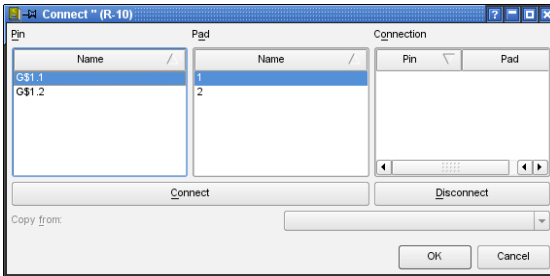 Connect '' (R-10)
Pin Pad Connection
Name Name Pin Pad
G$1.1 1
G$1.2 2
Connect Disconnect
Copy from:
OK Cancel